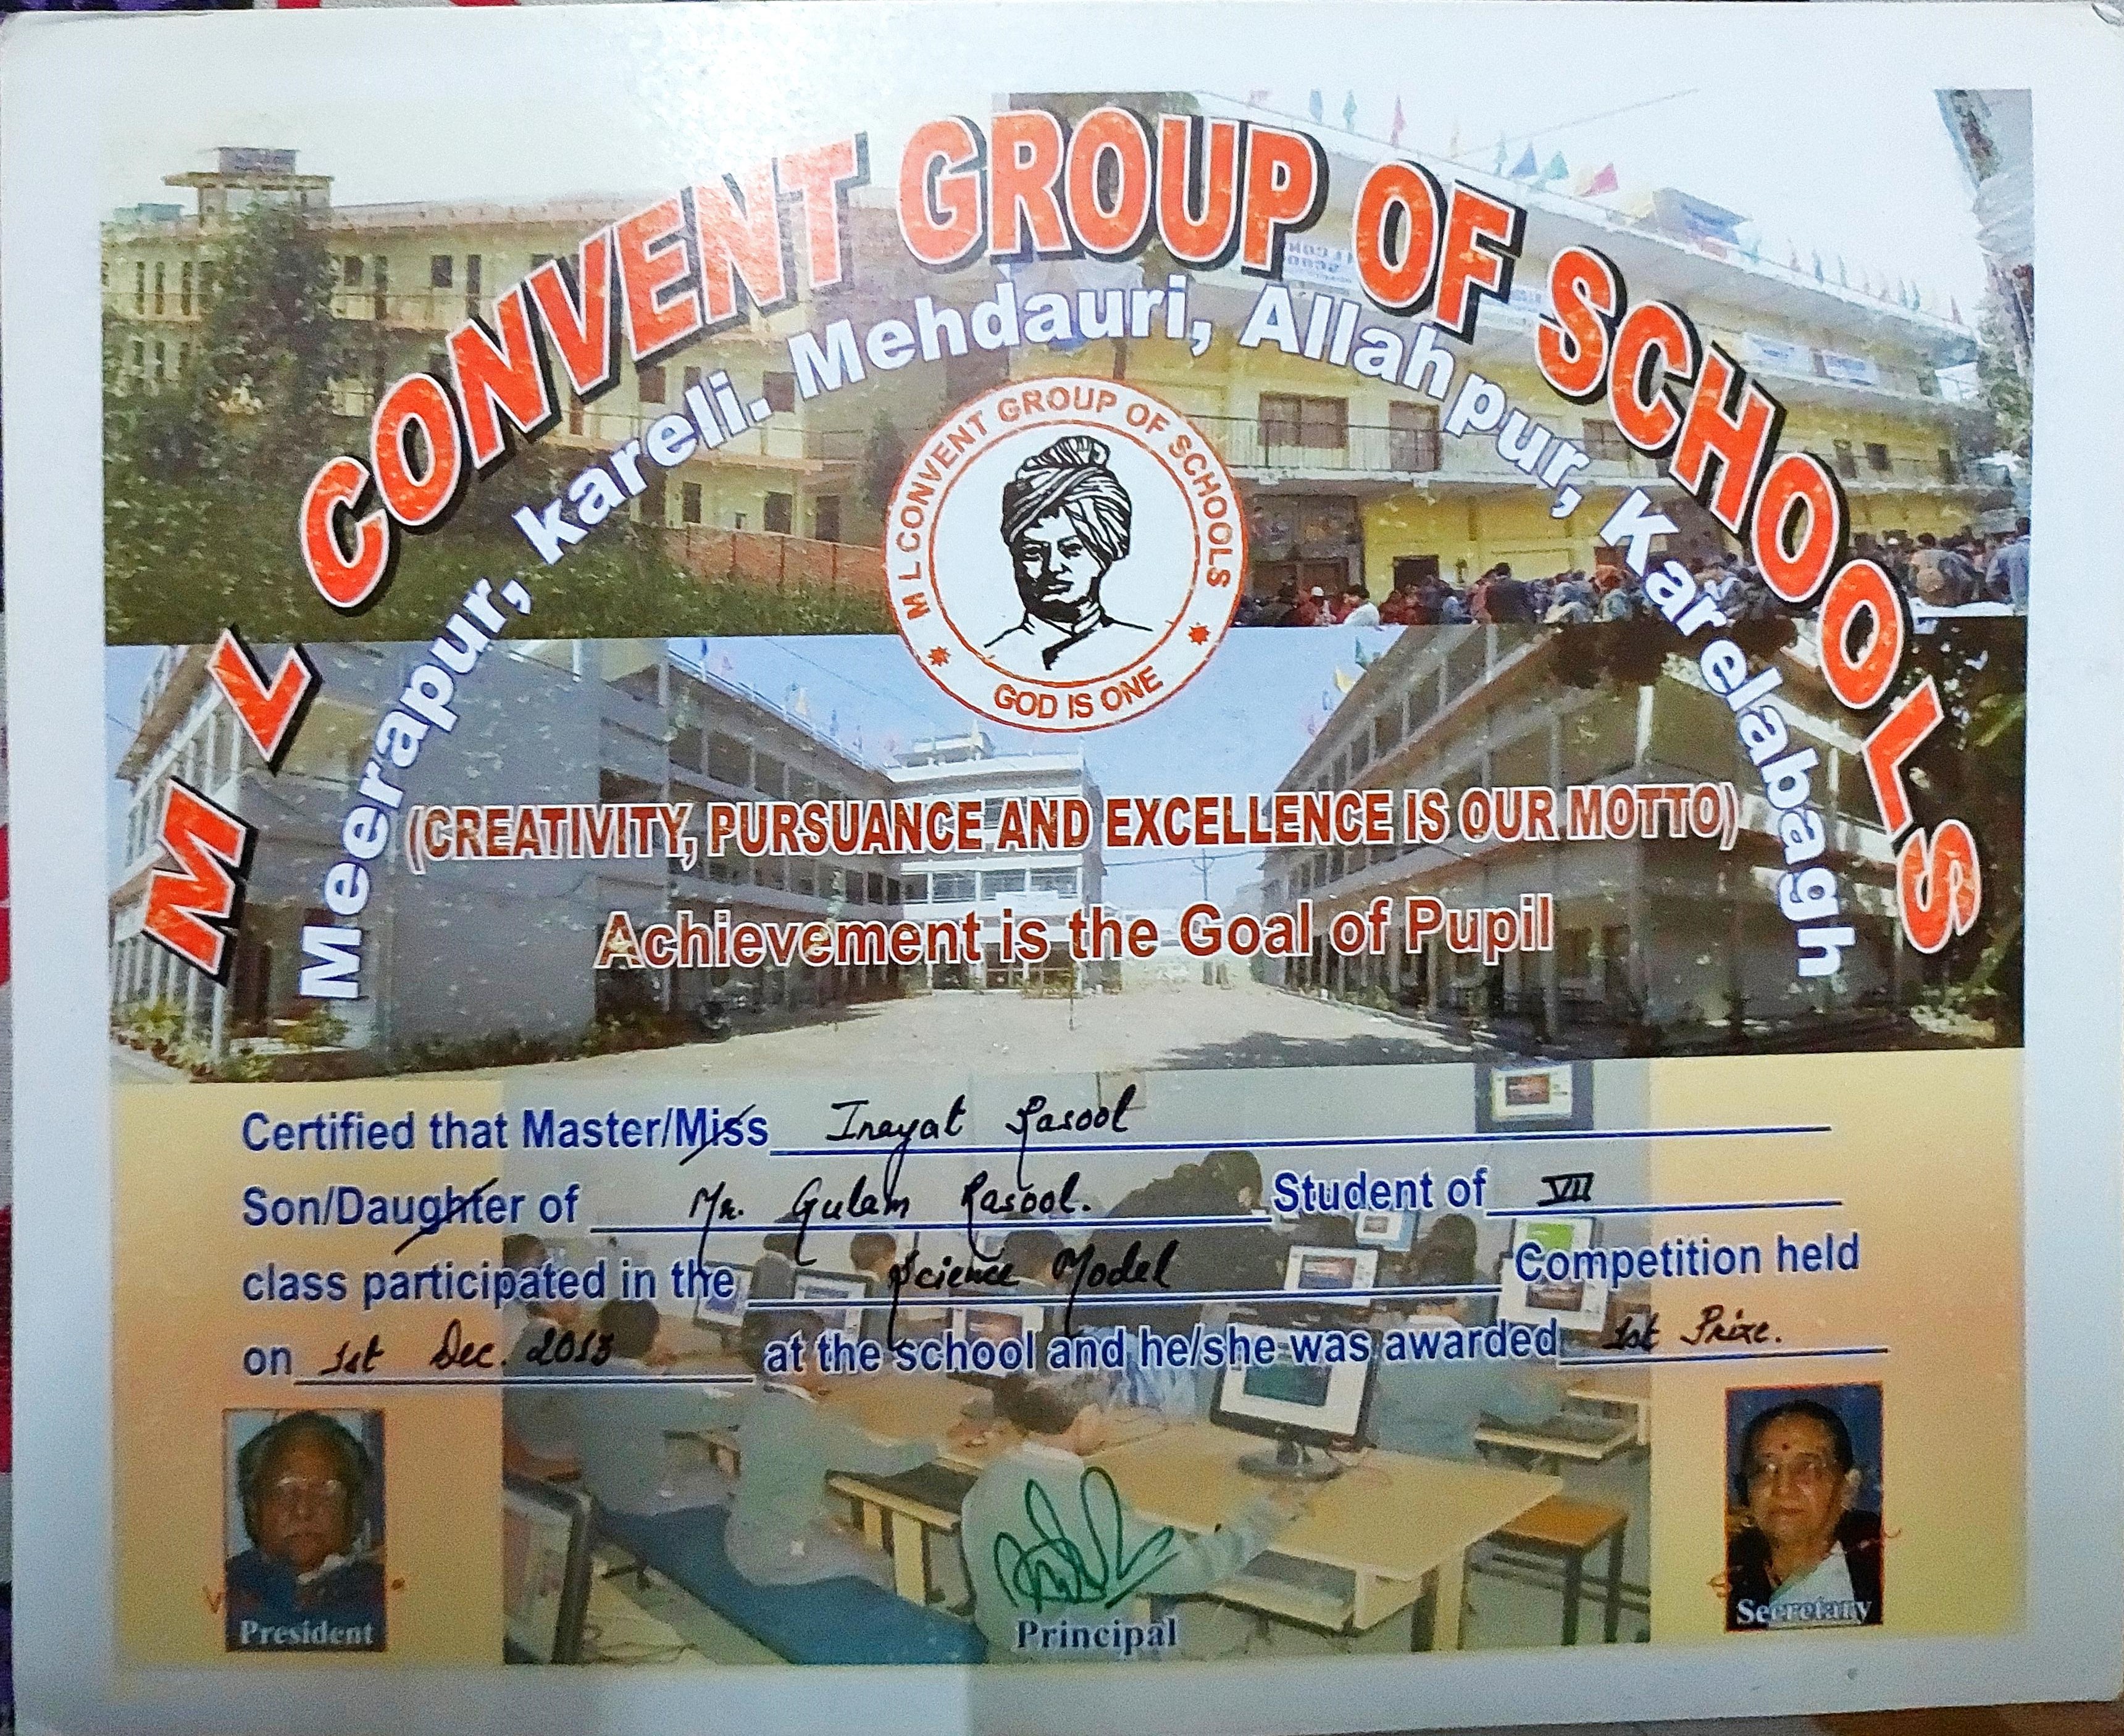 M L CONVENT GROUP OF SCHOOLS
Meerapur, kareli. Mehdauri, Allahpur, Karelabagh
M L CONVENT GROUP OF SCHOOLS
GOD IS ONE
(CREATIVITY, PURSUANCE AND EXCELLENCE IS OUR MOTTO)
Achievement is the Goal of Pupil
Certified that Master/Miss Inayat Rasool
Son/Daughter of Mr. Gulam Rasool. Student of VII
class participated in the Science Model Competition held
on 1st Dec. 2013 at the school and he/she was awarded 1st Prize.
President
Principal
Secretary